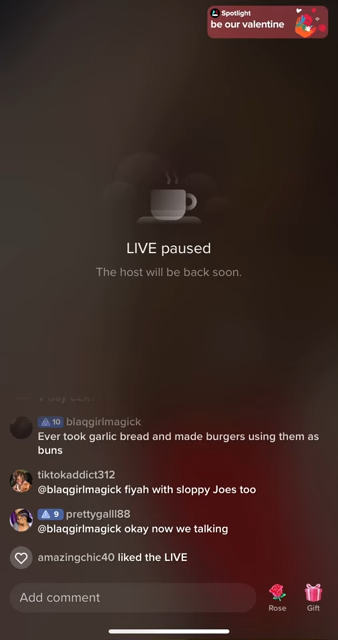 Spotlight
be our valentine
LIVE paused
The host will be back soon.
10 blaqgirlmagick
Ever took garlic bread and made burgers using them as
buns
tiktokaddict312
@blaqgirlmagick fiyah with sloppy Joes too
9 prettygalll88
@blaqgirlmagick okay now we talking
amazingchic40 liked the LIVE
Add comment
Rose
Gift